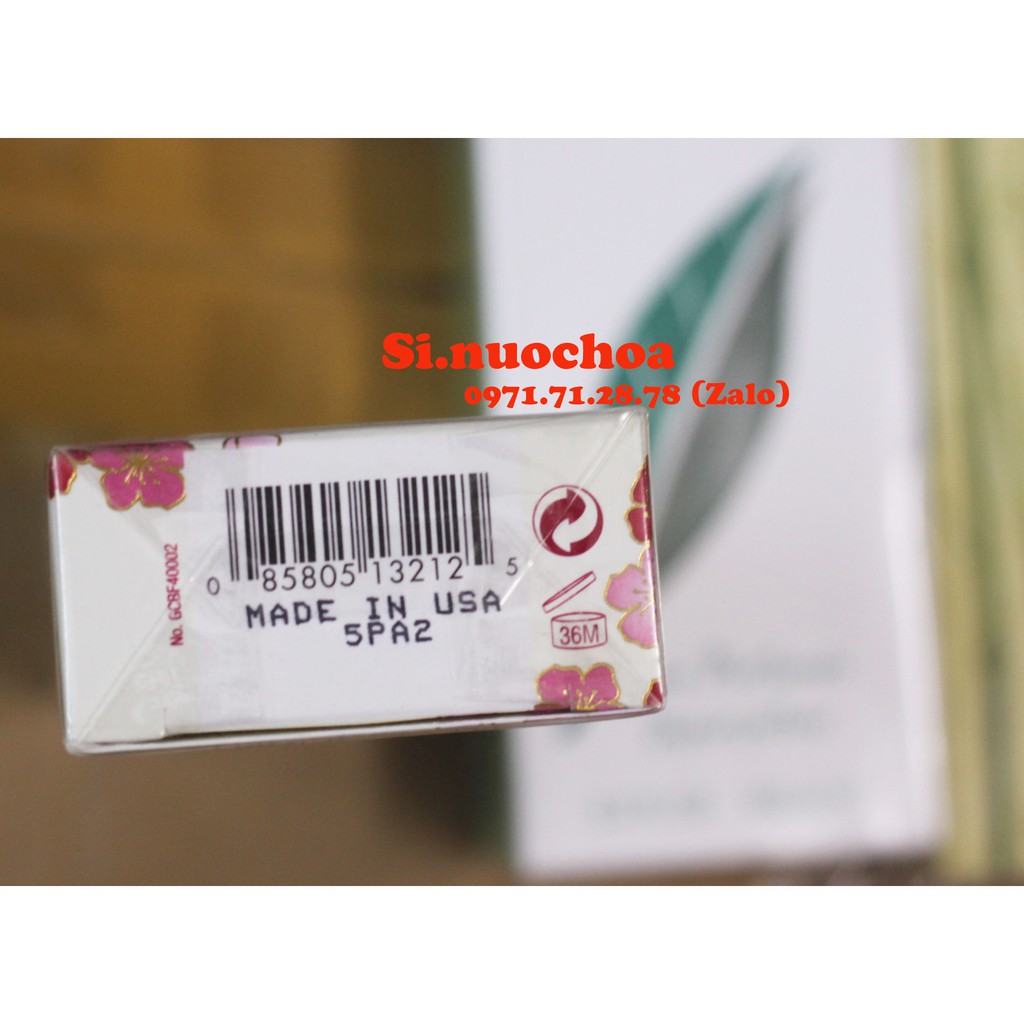 Si.nuochoa
0971.71.28.78 (Zalo)
No. GCBF40002
0 85805 13212 5
MADE IN USA
5PA2
36M